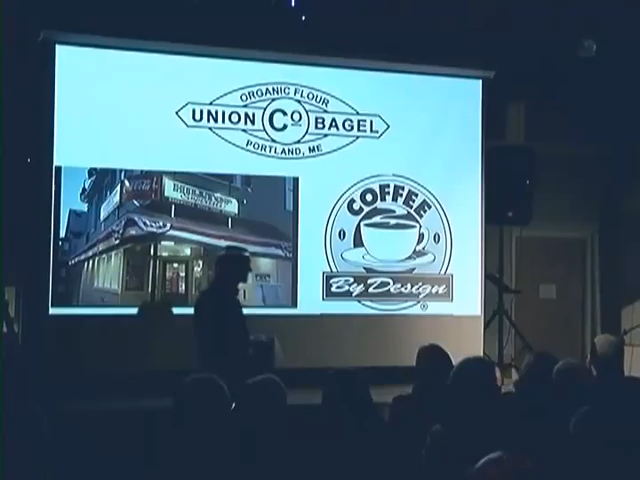 ORGANIC FLOUR
UNION Co BAGEL
PORTLAND, ME
COFFEE
By Design
®